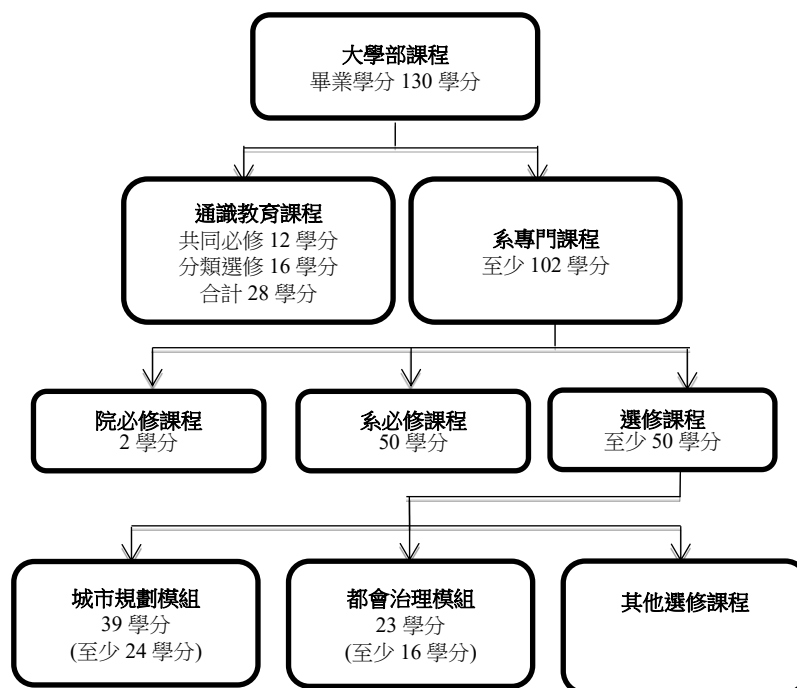 大學部課程
畢業學分 130 學分
通識教育課程
共同必修 12 學分
分類選修 16 學分
合計 28 學分
系專門課程
至少 102 學分
院必修課程
2 學分
系必修課程
50 學分
選修課程
至少 50 學分
城市規劃模組
39 學分
(至少 24 學分)
都會治理模組
23 學分
(至少 16 學分)
其他選修課程